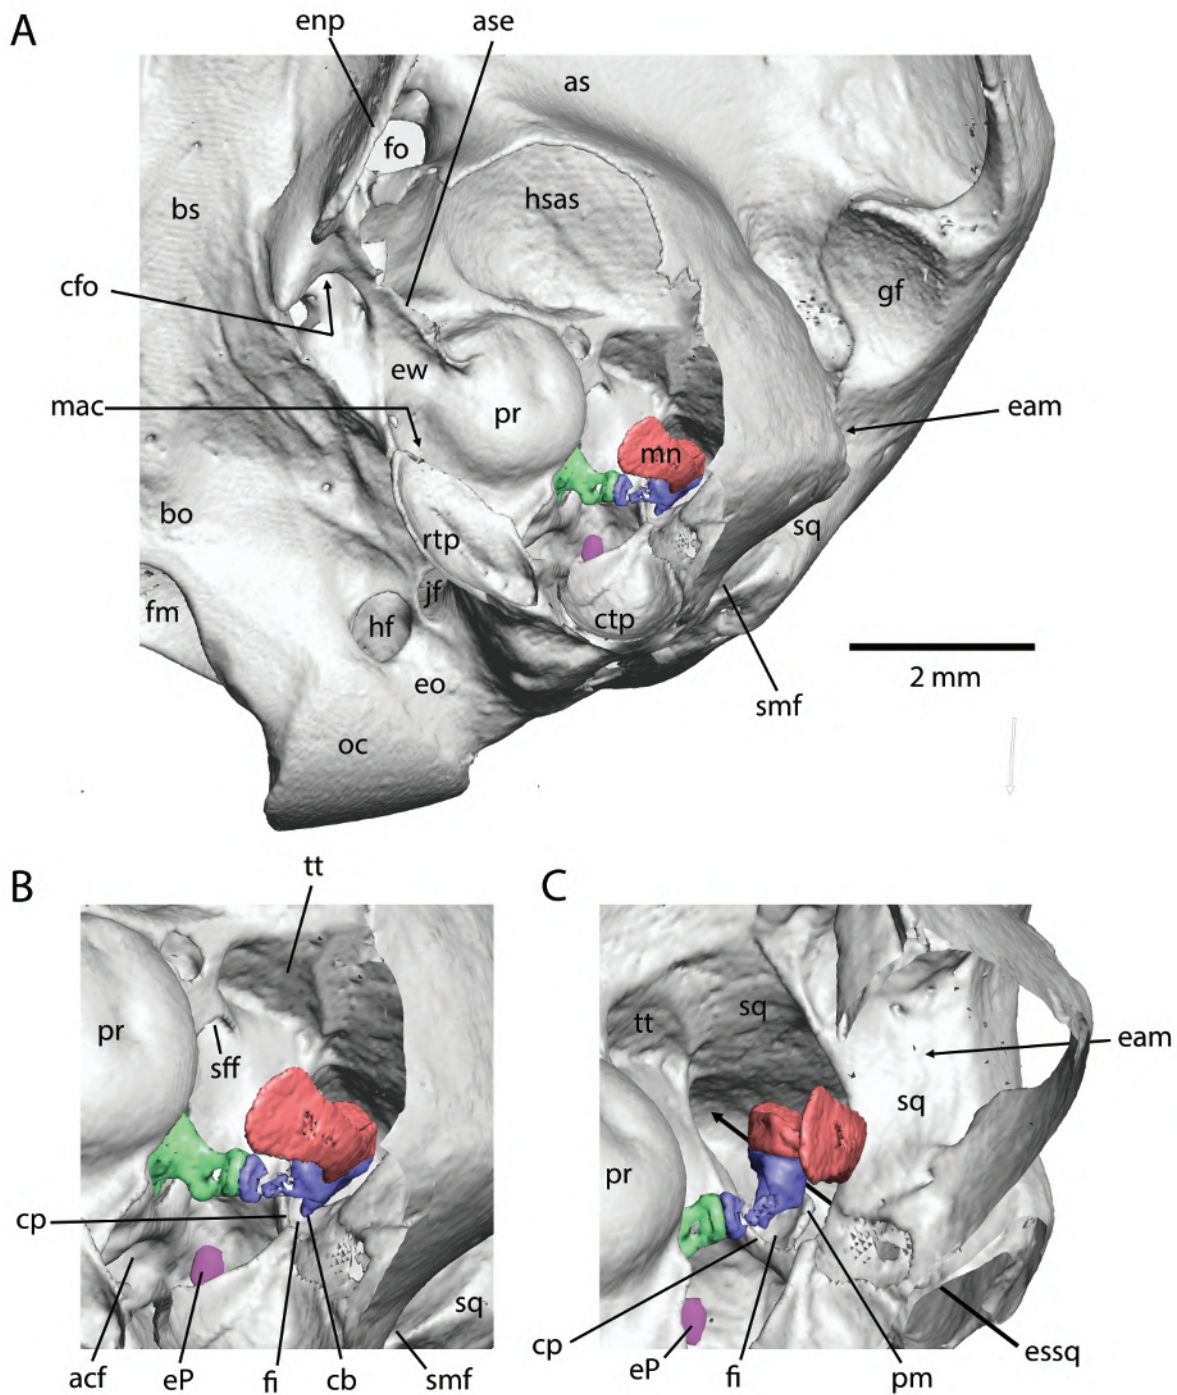 A
enp
ase
as
fo
bs
hsas
cfo
gf
ew
mac
pr
eam
mn
bo
rtp
sq
jf
fm
hf
ctp
eo
2 mm
smf
oc
B
tt
C
pr
sff
tt
sq
eam
sq
pr
cp
sq
cp
acf
eP
fi
cb
smf
eP
fi
pm
essq